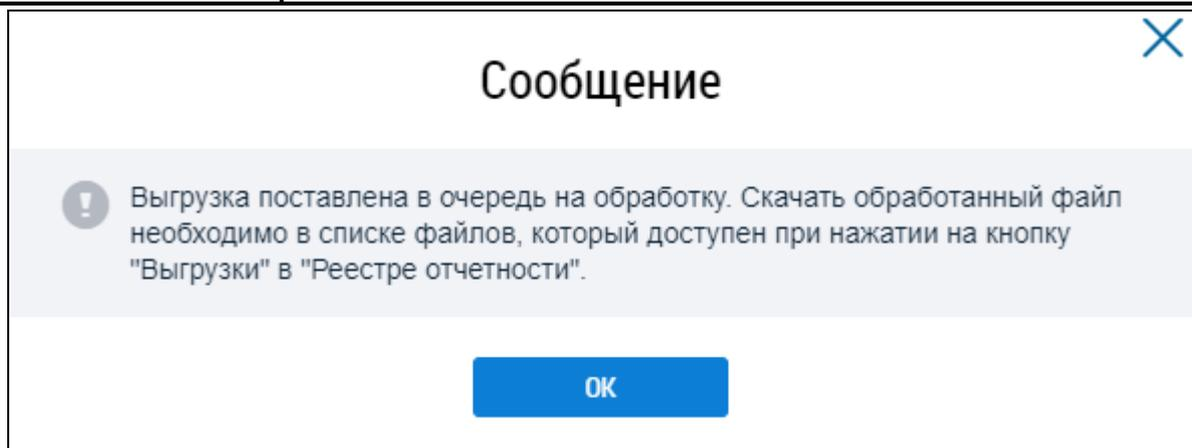 Сообщение
Выгрузка поставлена в очередь на обработку. Скачать обработанный файл
необходимо в списке файлов, который доступен при нажатии на кнопку
"Выгрузки" в "Реестре отчетности".
ОК